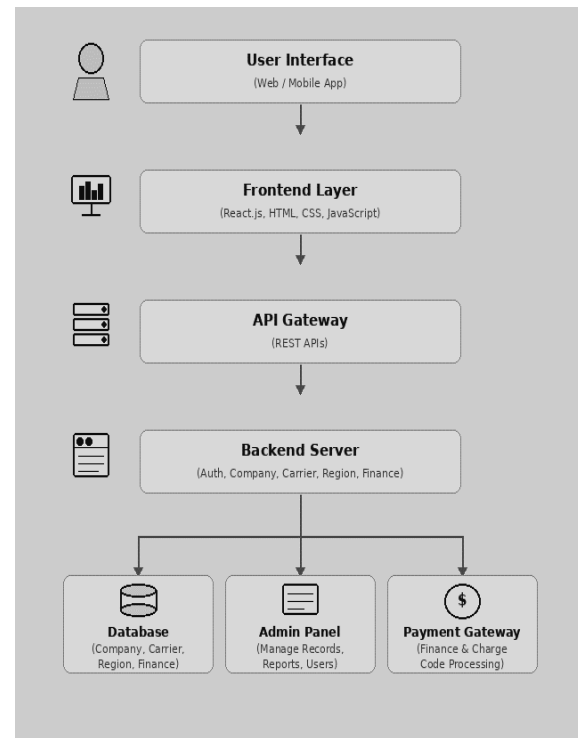 User Interface
(Web / Mobile App)
Frontend Layer
(React.js, HTML, CSS, JavaScript)
API Gateway
(REST APIs)
Backend Server
(Auth, Company, Carrier, Region, Finance)
Database
(Company, Carrier,
Region, Finance)
Admin Panel
(Manage Records,
Reports, Users)
$
Payment Gateway
(Finance & Charge
Code Processing)